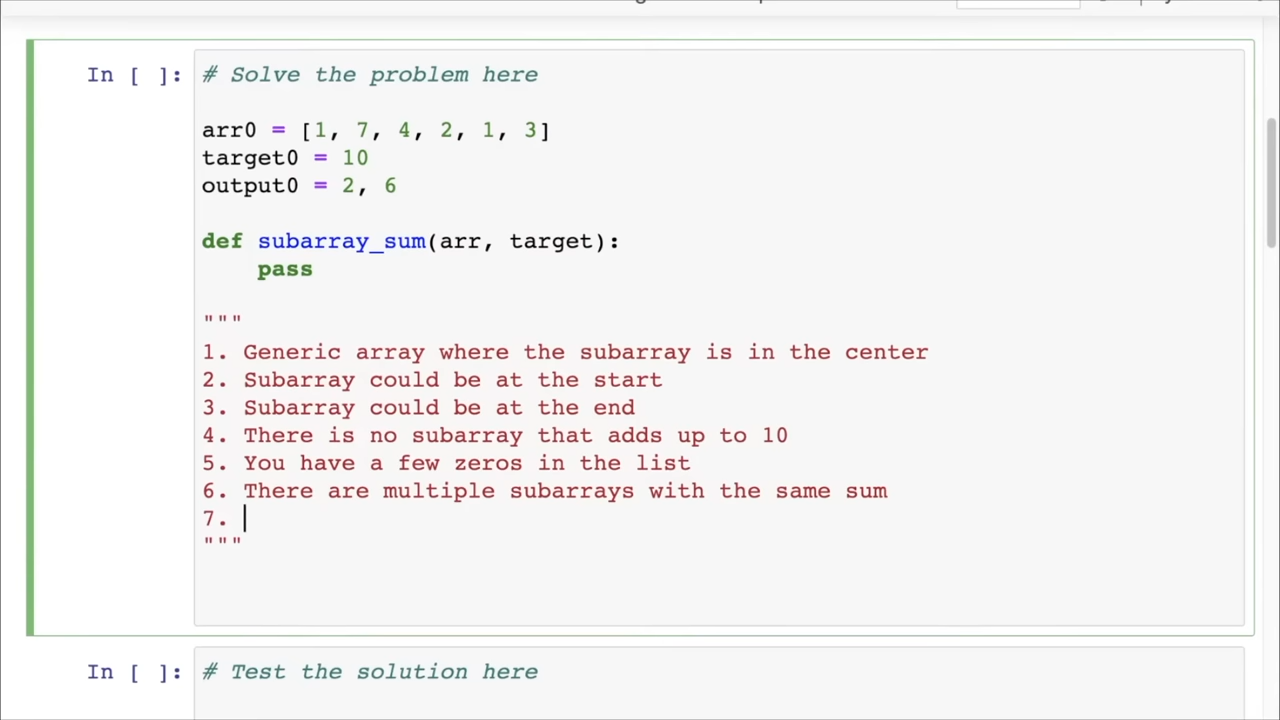 In [ ]: # Solve the problem here
arr0 = [1, 7, 4, 2, 1, 3]
target0 = 10
output0 = 2, 6
def subarray_sum(arr, target):
pass
"""
1. Generic array where the subarray is in the center
2. Subarray could be at the start
3. Subarray could be at the end
4. There is no subarray that adds up to 10
5. You have a few zeros in the list
6. There are multiple subarrays with the same sum
7.
"""
In [ ]: # Test the solution here